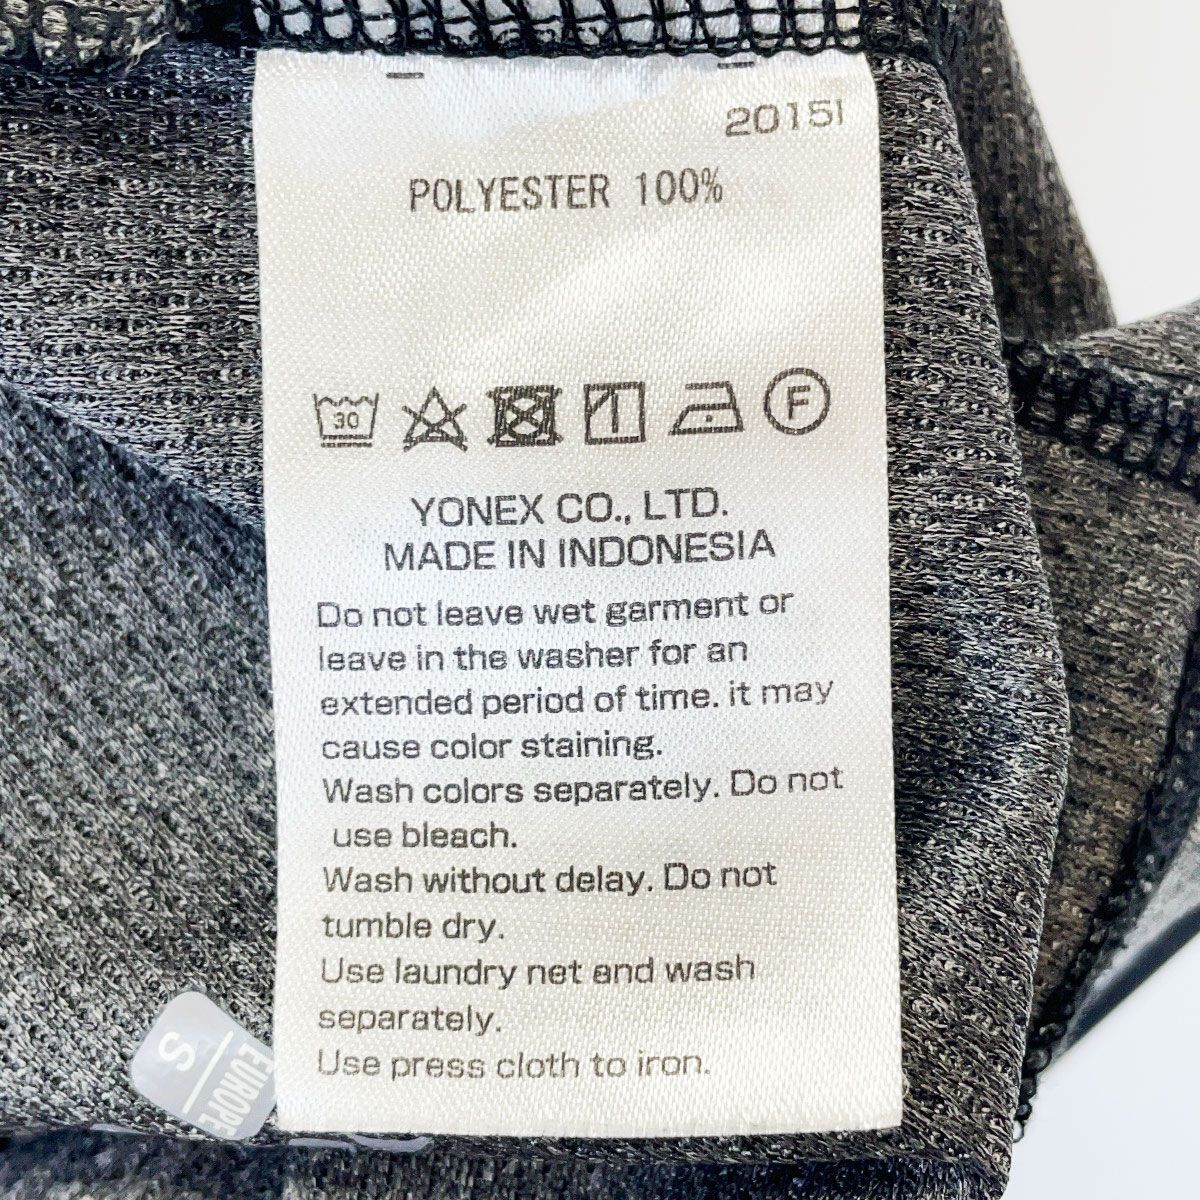 2015I
POLYESTER 100%
30 F
YONEX CO., LTD.
MADE IN INDONESIA
Do not leave wet garment or
leave in the washer for an
extended period of time. it may
cause color staining.
Wash colors separately. Do not
use bleach.
Wash without delay. Do not
tumble dry.
Use laundry net and wash
separately.
Use press cloth to iron.
EUROPE
S